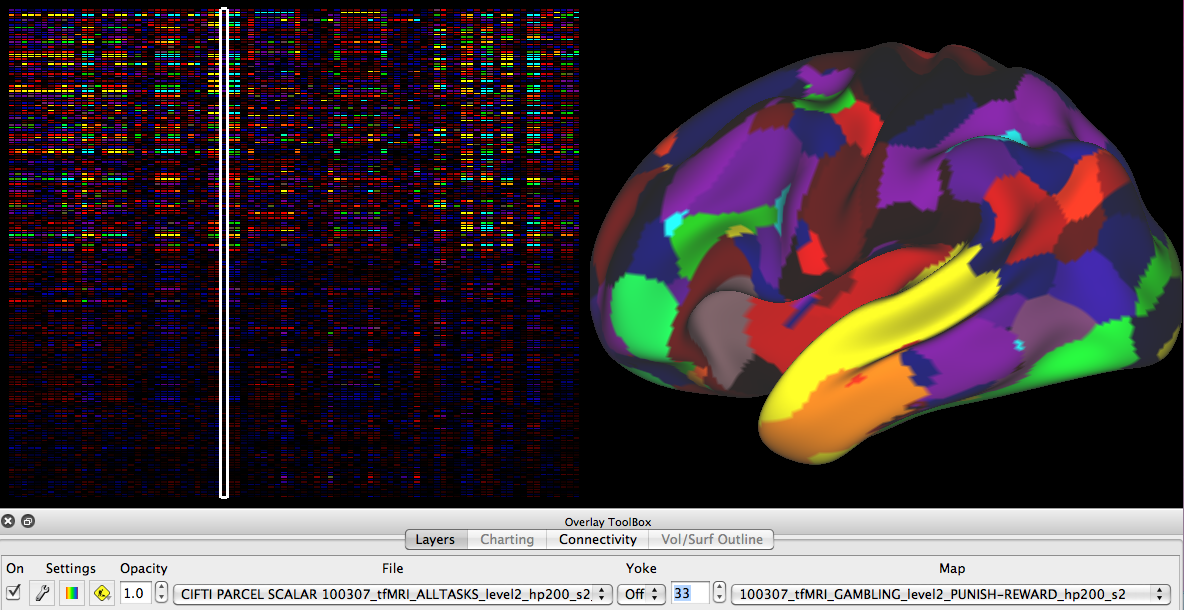 Overlay ToolBox
Layers Charting Connectivity Vol/Surf Outline
On Settings Opacity File Yoke Map
1.0 CIFTI PARCEL SCALAR 100307_tfMRI_ALLTASKS_level2_hp200_s2 Off 33 100307_tfMRI_GAMBLING_level2_PUNISH-REWARD_hp200_s2